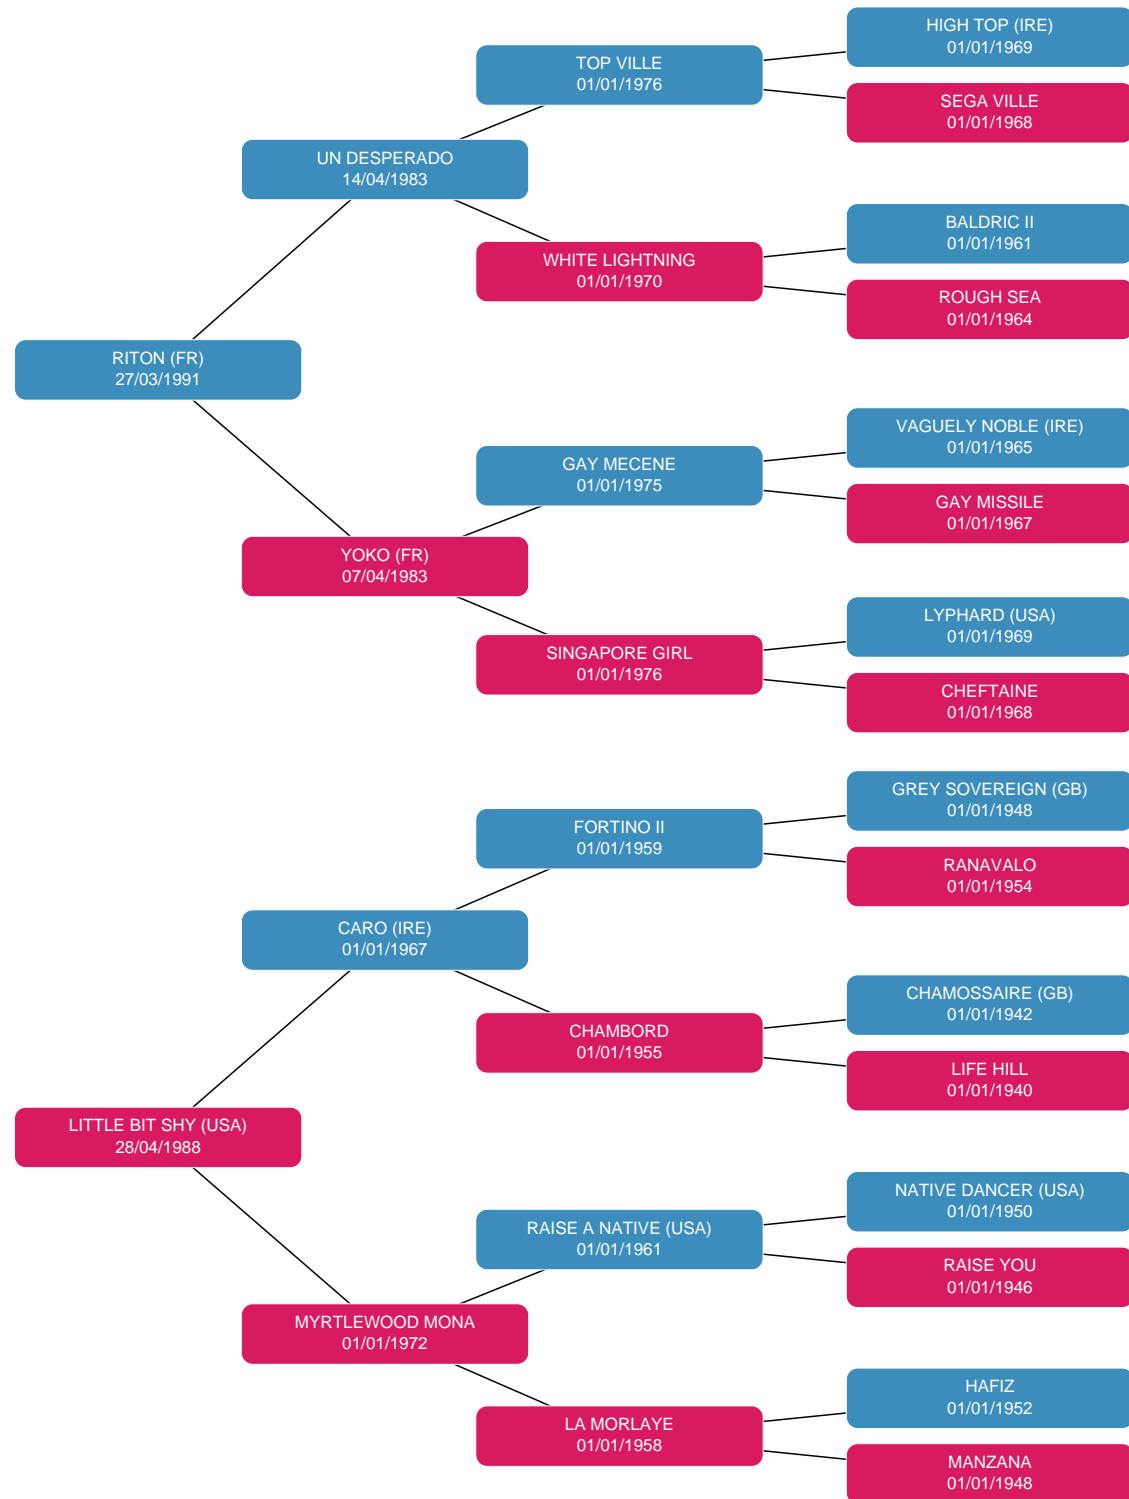 HIGH TOP (IRE)
01/01/1969
TOP VILLE
01/01/1976
SEGA VILLE
01/01/1968
UN DESPERADO
14/04/1983
BALDRIC II
01/01/1961
WHITE LIGHTNING
01/01/1970
ROUGH SEA
01/01/1964
RITON (FR)
27/03/1991
VAGUELY NOBLE (IRE)
01/01/1965
GAY MECENE
01/01/1975
GAY MISSILE
01/01/1967
YOKO (FR)
07/04/1983
LYPHARD (USA)
01/01/1969
SINGAPORE GIRL
01/01/1976
CHEFTAINE
01/01/1968
GREY SOVEREIGN (GB)
01/01/1948
FORTINO II
01/01/1959
RANAVALO
01/01/1954
CARO (IRE)
01/01/1967
CHAMOSSAIRE (GB)
01/01/1942
CHAMBORD
01/01/1955
LIFE HILL
01/01/1940
LITTLE BIT SHY (USA)
28/04/1988
NATIVE DANCER (USA)
01/01/1950
RAISE A NATIVE (USA)
01/01/1961
RAISE YOU
01/01/1946
MYRTLEWOOD MONA
01/01/1972
HAFIZ
01/01/1952
LA MORLAYE
01/01/1958
MANZANA
01/01/1948